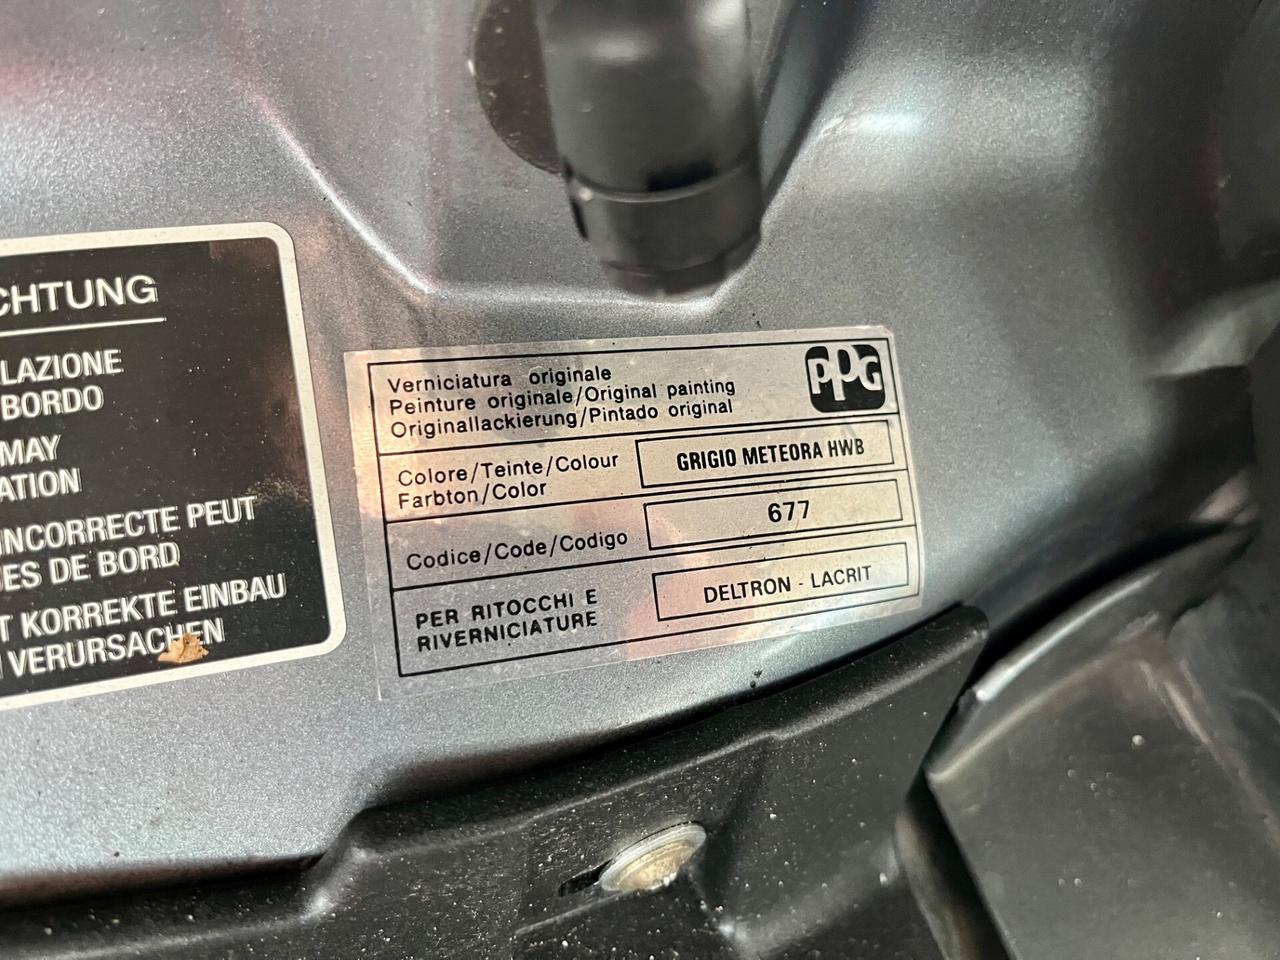 CHTUNG
LAZIONE
BORDO
MAY
ATION
INCORRECTE PEUT
ES DE BORD
T KORREKTE EINBAU
VERURSACHEN
Verniciatura originale
Peinture originale/Original painting
Originallackierung/Pintado original
PPG
Colore/Teinte/Colour
Farbton/Color
GRIGIO METEORA HWB
Codice/Code/Codigo
677
PER RITOCCHI E
RIVERNICIATURE
DELTRON - LACRIT